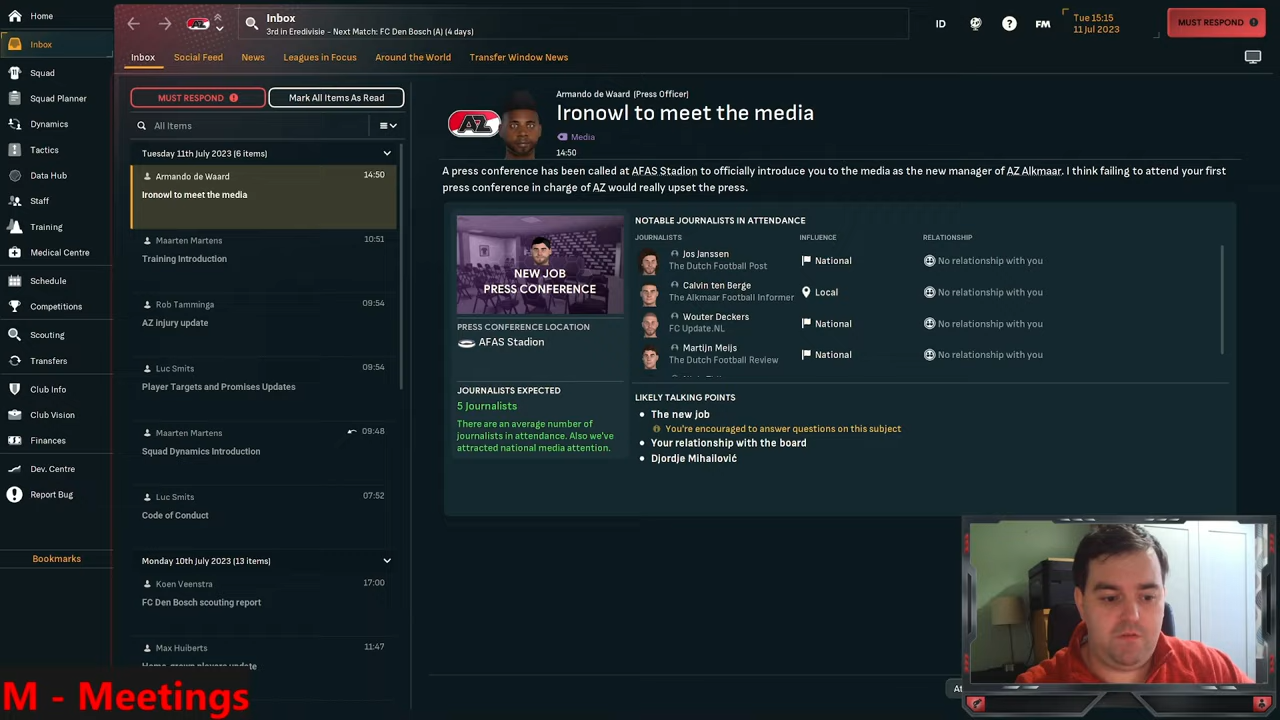 Home
Inbox
Squad
Squad Planner
Dynamics
Tactics
Data Hub
Staff
Training
Medical Centre
Schedule
Competitions
Scouting
Transfers
Club Info
Club Vision
Finances
Dev. Centre
Report Bug
Bookmarks
Inbox
3rd in Eredivisie - Next Match: FC Den Bosch (A) (4 days)
ID
FM
Tue 15:15
11 Jul 2023
MUST RESPOND
Inbox Social Feed News Leagues in Focus Around the World Transfer Window News
MUST RESPOND
Mark All Items As Read
All Items
Tuesday 11th July 2023 (6 items)
Armando de Waard 14:50
Ironowl to meet the media
Maarten Martens 10:51
Training Introduction
Rob Tamminga 09:54
AZ injury update
Luc Smits 09:54
Player Targets and Promises Updates
Maarten Martens 09:48
Squad Dynamics Introduction
Luc Smits 07:52
Code of Conduct
Monday 10th July 2023 (13 items)
Koen Veenstra 17:00
FC Den Bosch scouting report
Max Huiberts 11:47
update
Armando de Waard (Press Officer)
Ironowl to meet the media
Media
14:50
A press conference has been called at AFAS Stadion to officially introduce you to the media as the new manager of AZ Alkmaar. I think failing to attend your first
press conference in charge of AZ would really upset the press.
AZ
NEW JOB
PRESS CONFERENCE
PRESS CONFERENCE LOCATION
AFAS Stadion
JOURNALISTS EXPECTED
5 Journalists
There are an average number of
journalists in attendance. Also we've
attracted national media attention.
NOTABLE JOURNALISTS IN ATTENDANCE
JOURNALISTS INFLUENCE RELATIONSHIP
Jos Janssen
The Dutch Football Post
National
No relationship with you
Calvin ten Berge
The Alkmaar Football Informer
Local
No relationship with you
Wouter Deckers
FC Update.NL
National
No relationship with you
Martijn Meijs
The Dutch Football Review
National
No relationship with you
LIKELY TALKING POINTS
The new job
You're encouraged to answer questions on this subject
Your relationship with the board
Djordje Mihailović
M - Meetings